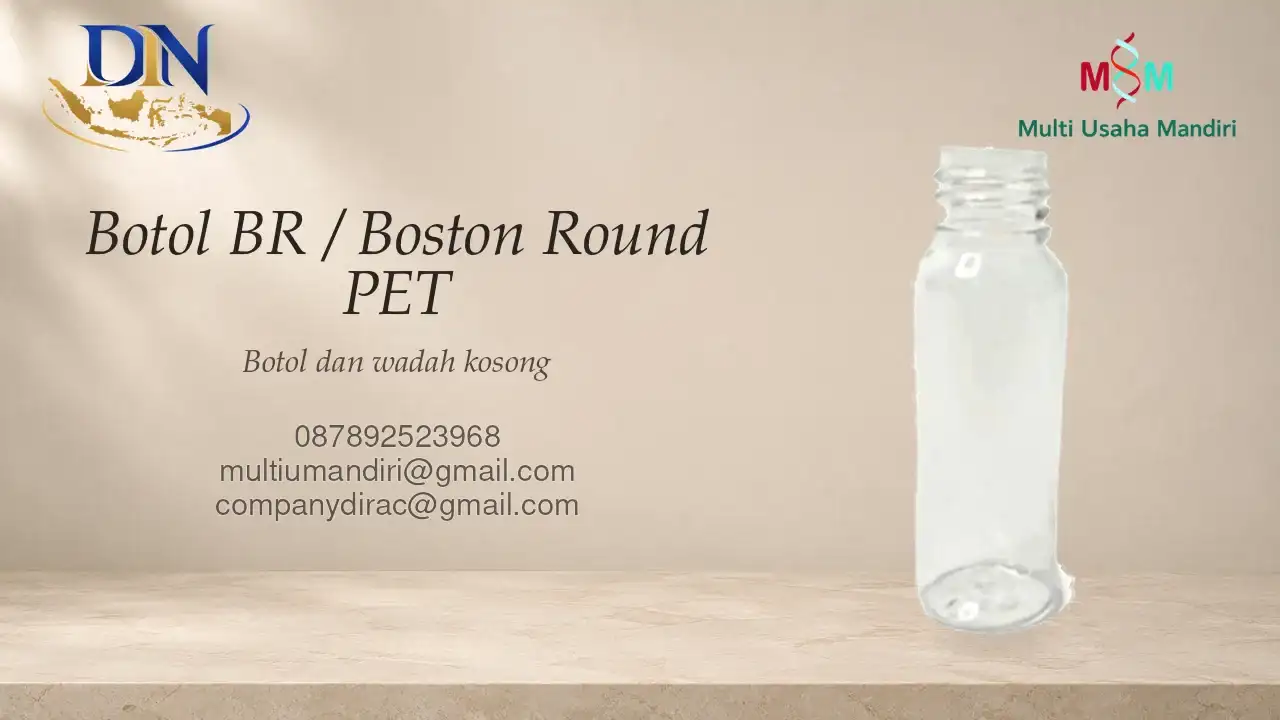 DIN
M M
Multi Usaha Mandiri
Botol BR / Boston Round
PET
Botol dan wadah kosong
087892523968
multiumandiri@gmail.com
companydirac@gmail.com